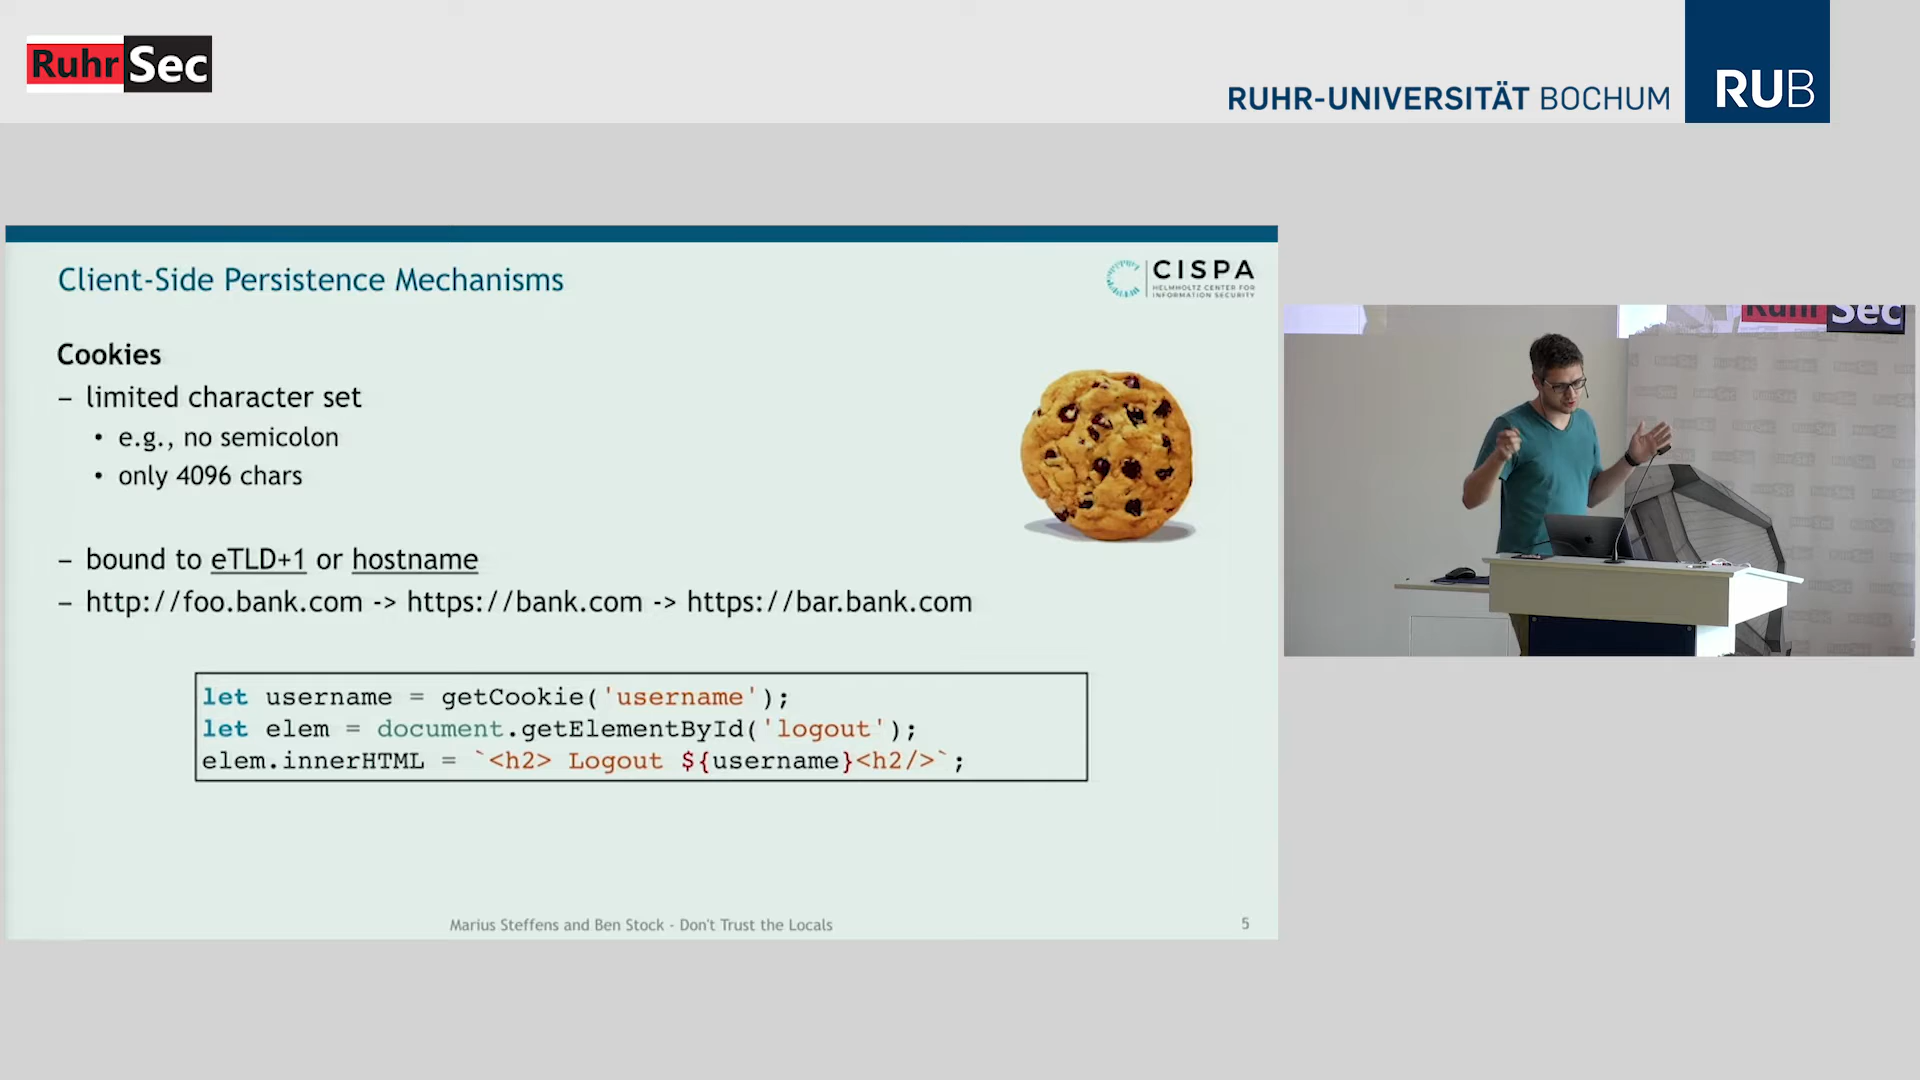 RuhrSec
RUHR-UNIVERSITÄT BOCHUM
RUB
Client-Side Persistence Mechanisms
CISPA
HELMHOLTZ CENTER FOR
INFORMATION SECURITY
Cookies
– limited character set
• e.g., no semicolon
• only 4096 chars
– bound to eTLD+1 or hostname
– http://foo.bank.com -> https://bank.com -> https://bar.bank.com
let username = getCookie('username');
let elem = document.getElementById('logout');
elem.innerHTML = `<h2> Logout ${username}<h2/>`;
Marius Steffens and Ben Stock - Don't Trust the Locals
5
RuhrSec